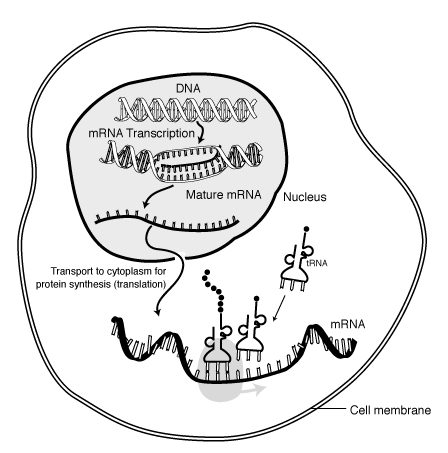 DNA
mRNA Transcription
Mature mRNA
Nucleus
Transport to cytoplasm for
protein synthesis (translation)
tRNA
mRNA
Cell membrane